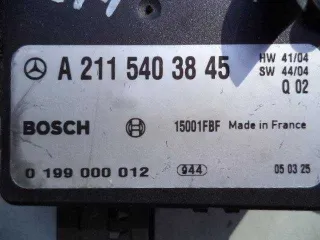 A 211 540 38 45
HW 41/04
SW 44/04
Q 02
BOSCH
15001FBF Made in France
0 199 000 012
944
05 03 25